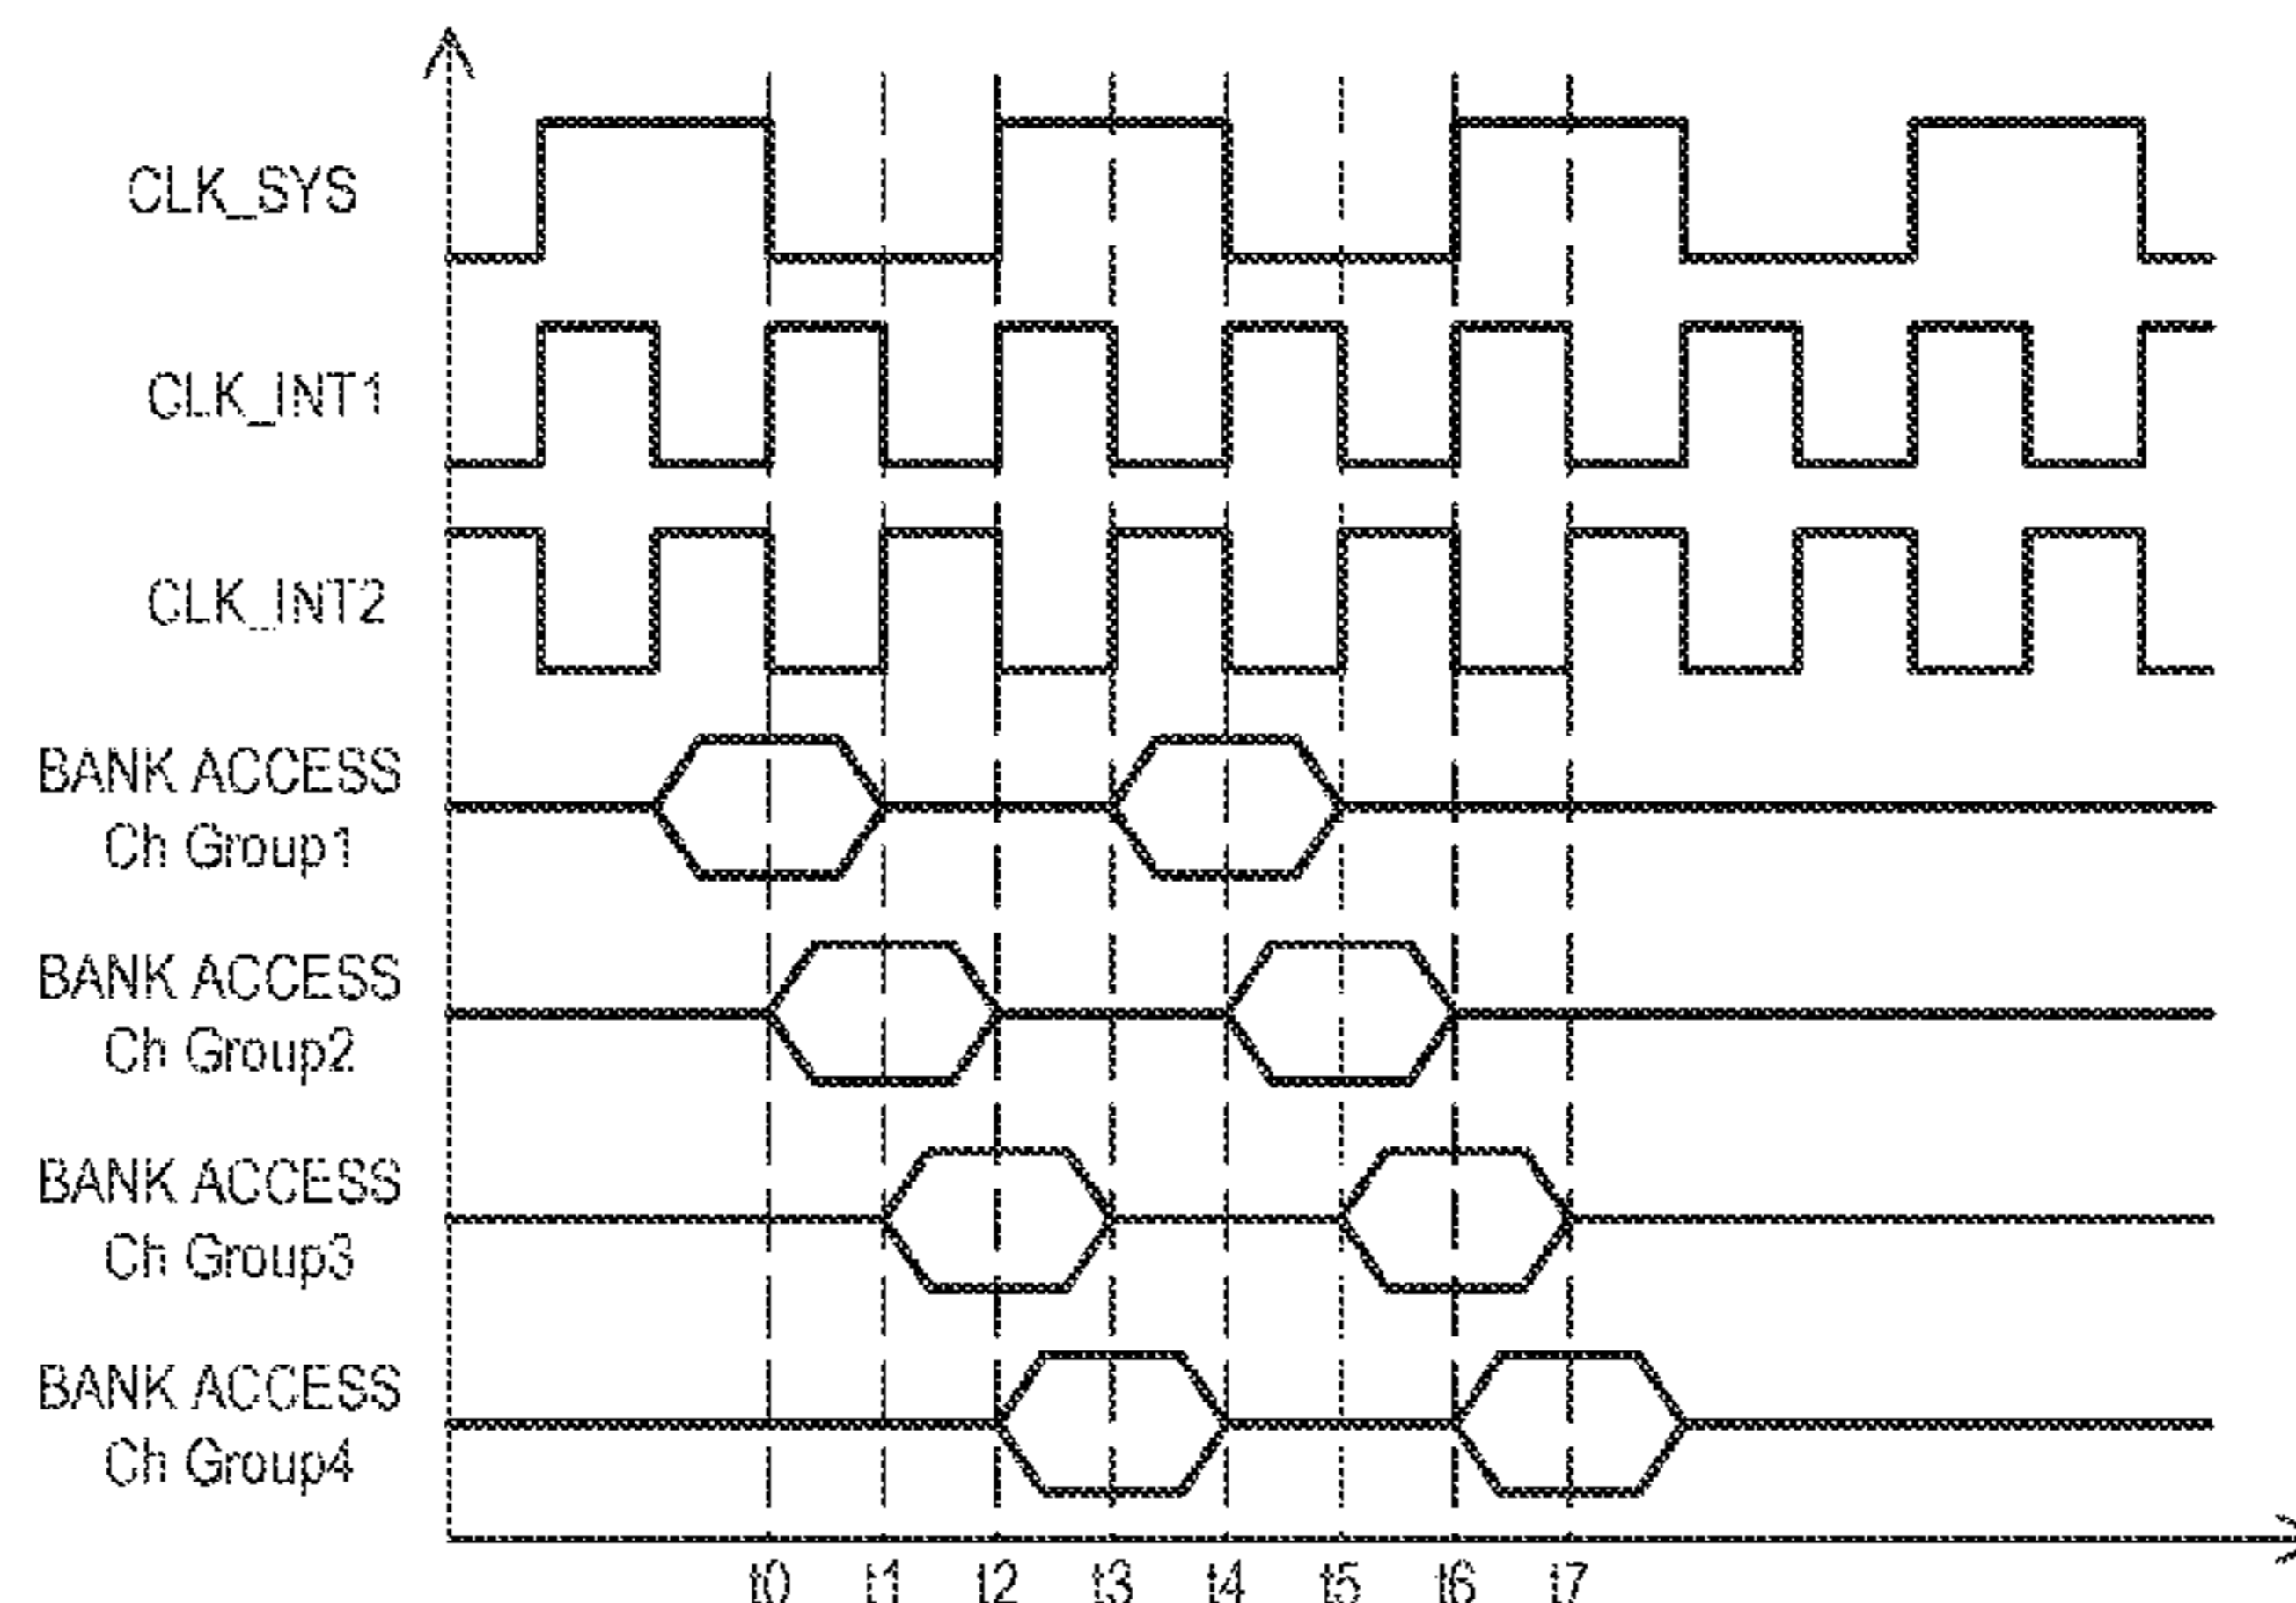 CLK_SYS
CLK_INT1
CLK_INT2
BANK ACCESS
Ch Group1
BANK ACCESS
Ch Group2
BANK ACCESS
Ch Group3
BANK ACCESS
Ch Group4
t0 t1 t2 t3 t4 t5 t6 t7